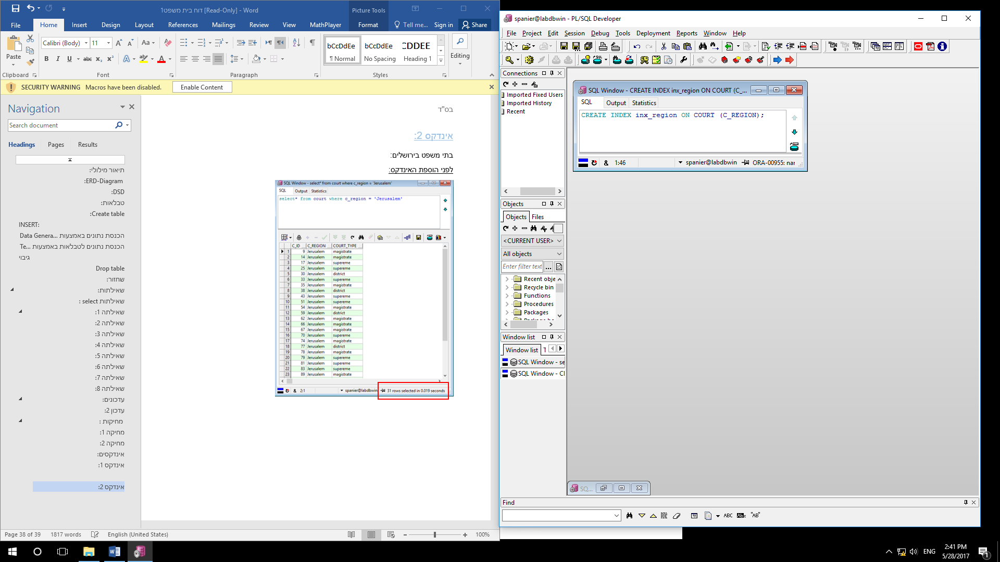 דוח בית משפט1 [Read-Only] - Word
Picture Tools
File Home Insert Design Layout References Mailings Review View MathPlayer Format Tell me... Sign in Share
Paste
Calibri (Body) 11
bCcDdEe bCcDdEe CDDEE
¶ Normal No Spacing Heading 1
Editing
Clipboard Font Paragraph Styles
SECURITY WARNING Macros have been disabled. Enable Content
Navigation
Search document
Headings Pages Results
תיאור מילולי:
ERD-Diagram:
DSD:
טבלאות:
Create table:
INSERT:
הכנסת נתונים באמצעות Data Genera...
הכנסת נתונים לטבלאות באמצעות Te...
גיבוי
Drop table
שחזור:
שאילתות:
שאילתות select :
שאילתה 1:
שאילתה 2:
שאילתה 3:
שאילתה 4:
שאילתה 5:
שאילתה 6:
שאילתה 7:
שאילתה 8:
עדכונים:
עדכון 2:
מחיקות :
מחיקה 1:
מחיקה 2:
אינדקסים:
אינדקס 1:
אינדקס 2:
בס"ד
אינדקס 2:
בתי משפט בירושלים:
לפני הוספת האינדקס:
SQL Window - select* from court where c_region = 'Jerusalem'
SQL Output Statistics
select* from court where c_region = 'Jerusalem'
C_ID C_REGION COURT_TYPE
1 9 Jerusalem magistrate
2 14 Jerusalem magistrate
3 17 Jerusalem supereme
4 25 Jerusalem supereme
5 30 Jerusalem district
6 33 Jerusalem supereme
7 35 Jerusalem magistrate
8 38 Jerusalem district
9 43 Jerusalem supereme
10 51 Jerusalem supereme
11 54 Jerusalem magistrate
12 59 Jerusalem district
13 62 Jerusalem magistrate
14 66 Jerusalem magistrate
15 67 Jerusalem magistrate
16 70 Jerusalem supereme
17 74 Jerusalem magistrate
18 77 Jerusalem district
19 78 Jerusalem magistrate
20 79 Jerusalem supereme
21 81 Jerusalem supereme
22 83 Jerusalem supereme
23 89 Jerusalem magistrate
& 2:1 spanier@labdbwin 31 rows selected in 0.019 seconds
Page 38 of 39 1817 words English (United States) 100%
spanier@labdbwin - PL/SQL Developer
File Project Edit Session Debug Tools Deployment Reports Window Help
Connections
Imported Fixed Users
Imported History
Recent
Objects
Objects Files
<CURRENT USER>
All objects
Enter filter text ...
Recent obje
Recycle bin
Functions
Procedures
Packages
Window list
Window list T
SQL Window - se
SQL Window - Cl
SQL Window - CREATE INDEX inx_region ON COURT (C_...
SQL Output Statistics
CREATE INDEX inx_region ON COURT (C_REGION);
& 1:46 spanier@labdbwin ORA-00955: nar
SQ...
Find
ABC ABc "AB"
ENG
2:41 PM
5/28/2017
1